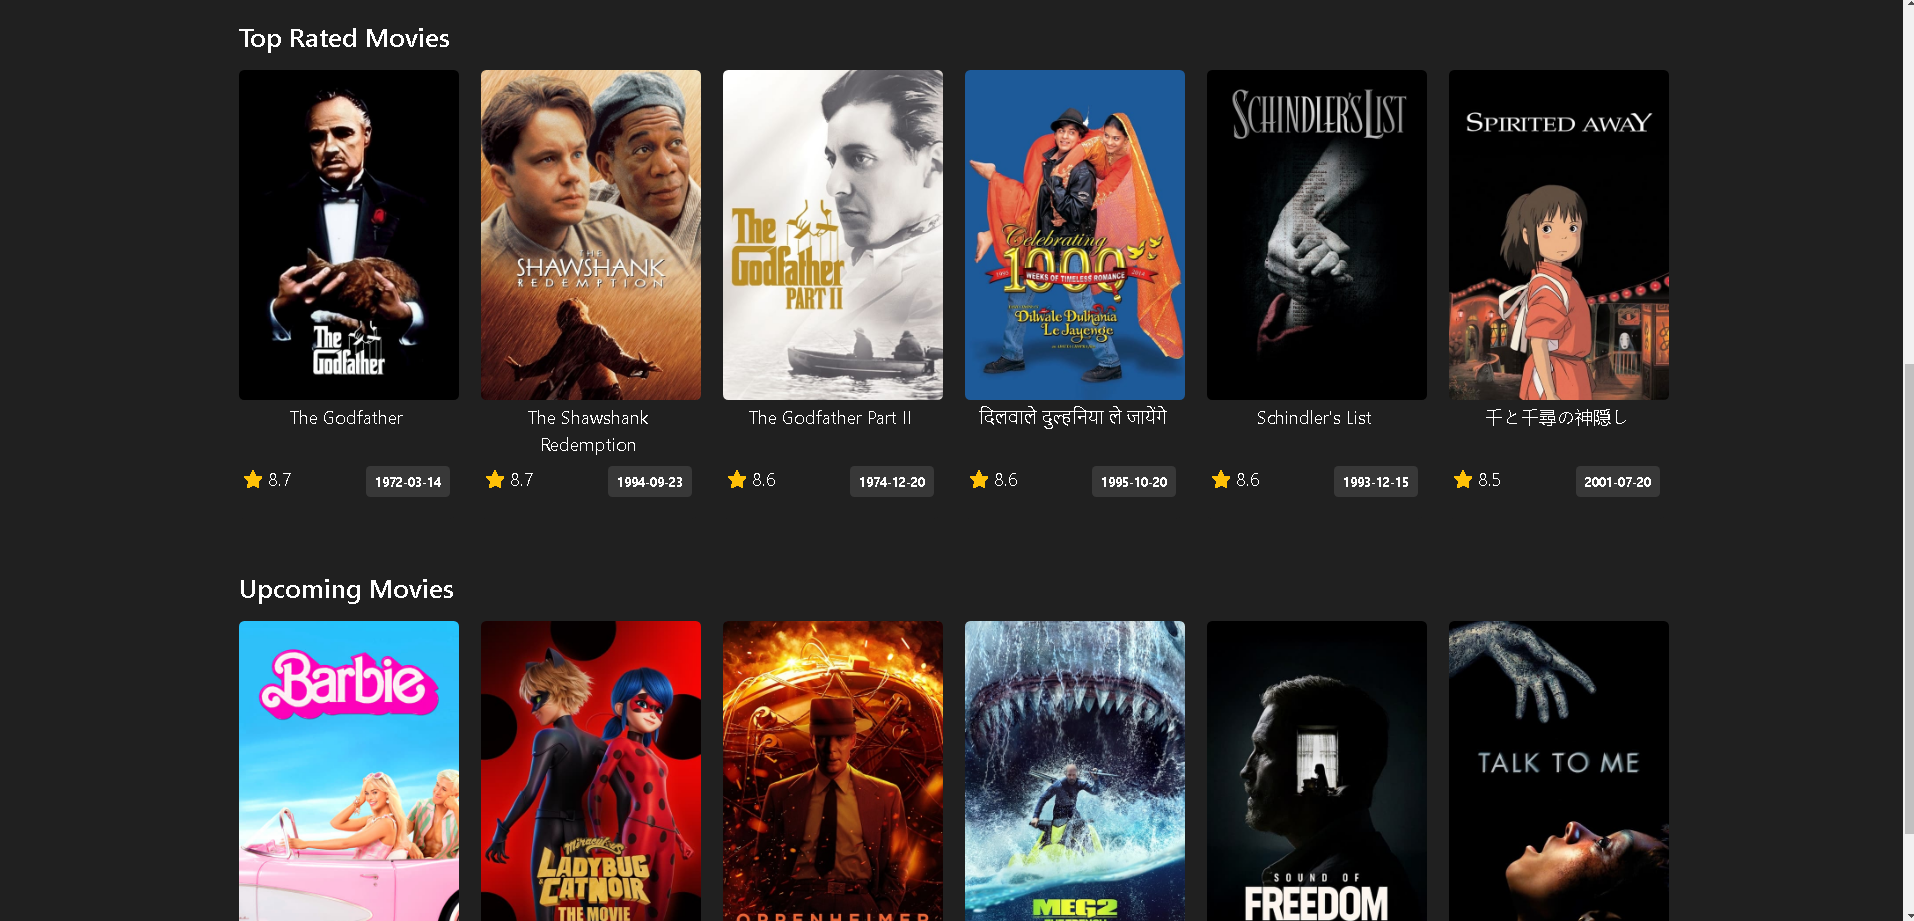 Top Rated Movies
The Godfather
THE
SHAWSHANK
REDEMPTION
The Godfather
PART II
Celebrating
1000
WEEKS OF TIMELESS ROMANCE
Dilwale Dulhania
Le Jayenge
SCHINDLER'S LIST
SPIRITED AWAY
The Godfather
The Shawshank
Redemption
The Godfather Part II
दिलवाले दुल्हनिया ले जायेंगे
Schindler's List
千と千尋の神隠し
8.7 1972-03-14
8.7 1994-09-23
8.6 1974-12-20
8.6 1995-10-20
8.6 1993-12-15
8.5 2001-07-20
Upcoming Movies
Barbie
Miraculous
LADYBUG
& CATNOIR
THE MOVIE
OPPENHEIMER
MEG2
SOUND OF
FREEDOM
TALK TO ME